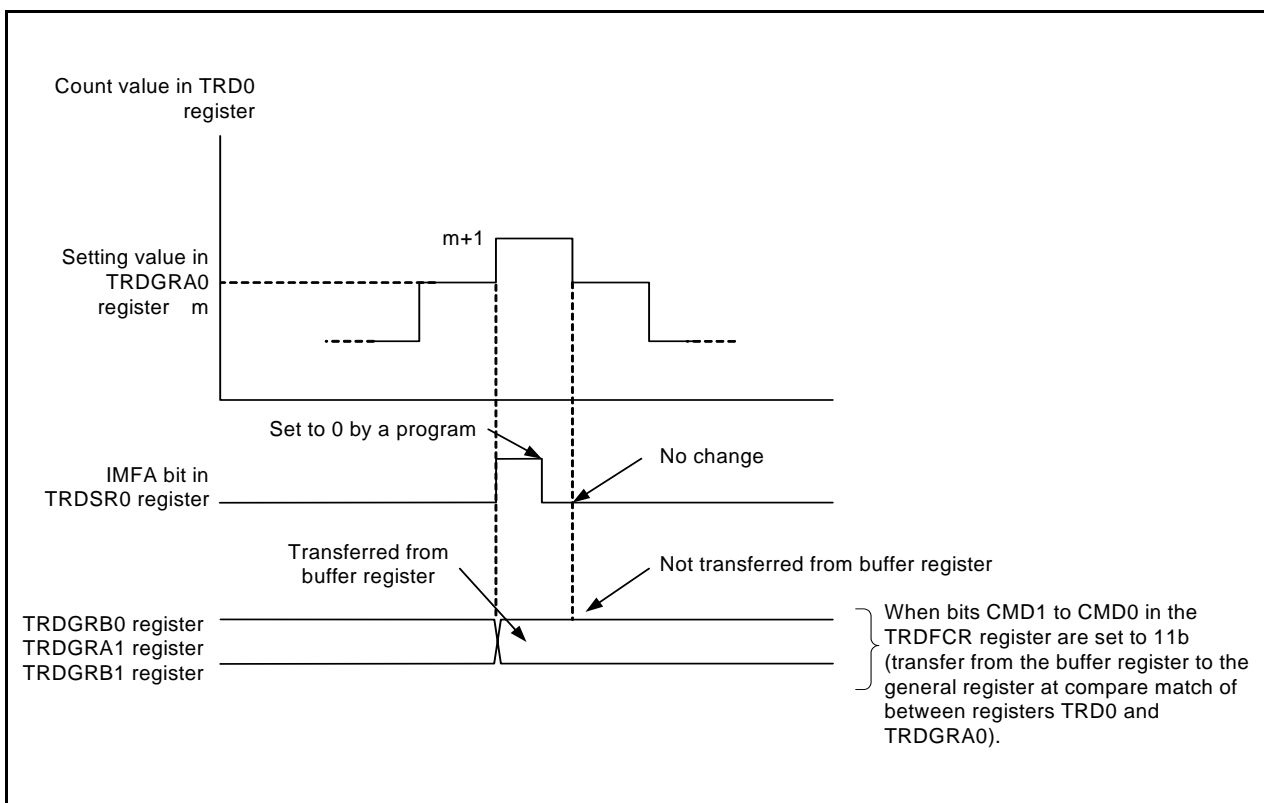 Count value in TRD0
register
m+1
Setting value in
TRDGRA0
register m
Set to 0 by a program
No change
IMFA bit in
TRDSR0 register
Transferred from
buffer register
Not transferred from buffer register
TRDGRB0 register
TRDGRA1 register
TRDGRB1 register
When bits CMD1 to CMD0 in the
TRDFCR register are set to 11b
(transfer from the buffer register to the
general register at compare match of
between registers TRD0 and
TRDGRA0).